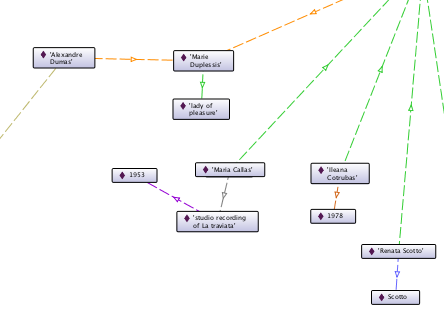 'Alexandre
Dumas'
'Marie
Duplessis'
'lady of
pleasure'
1953
'Maria Callas'
'Ileana
Cotrubas'
'studio recording
of La traviata'
1978
'Renata Scotto'
Scotto